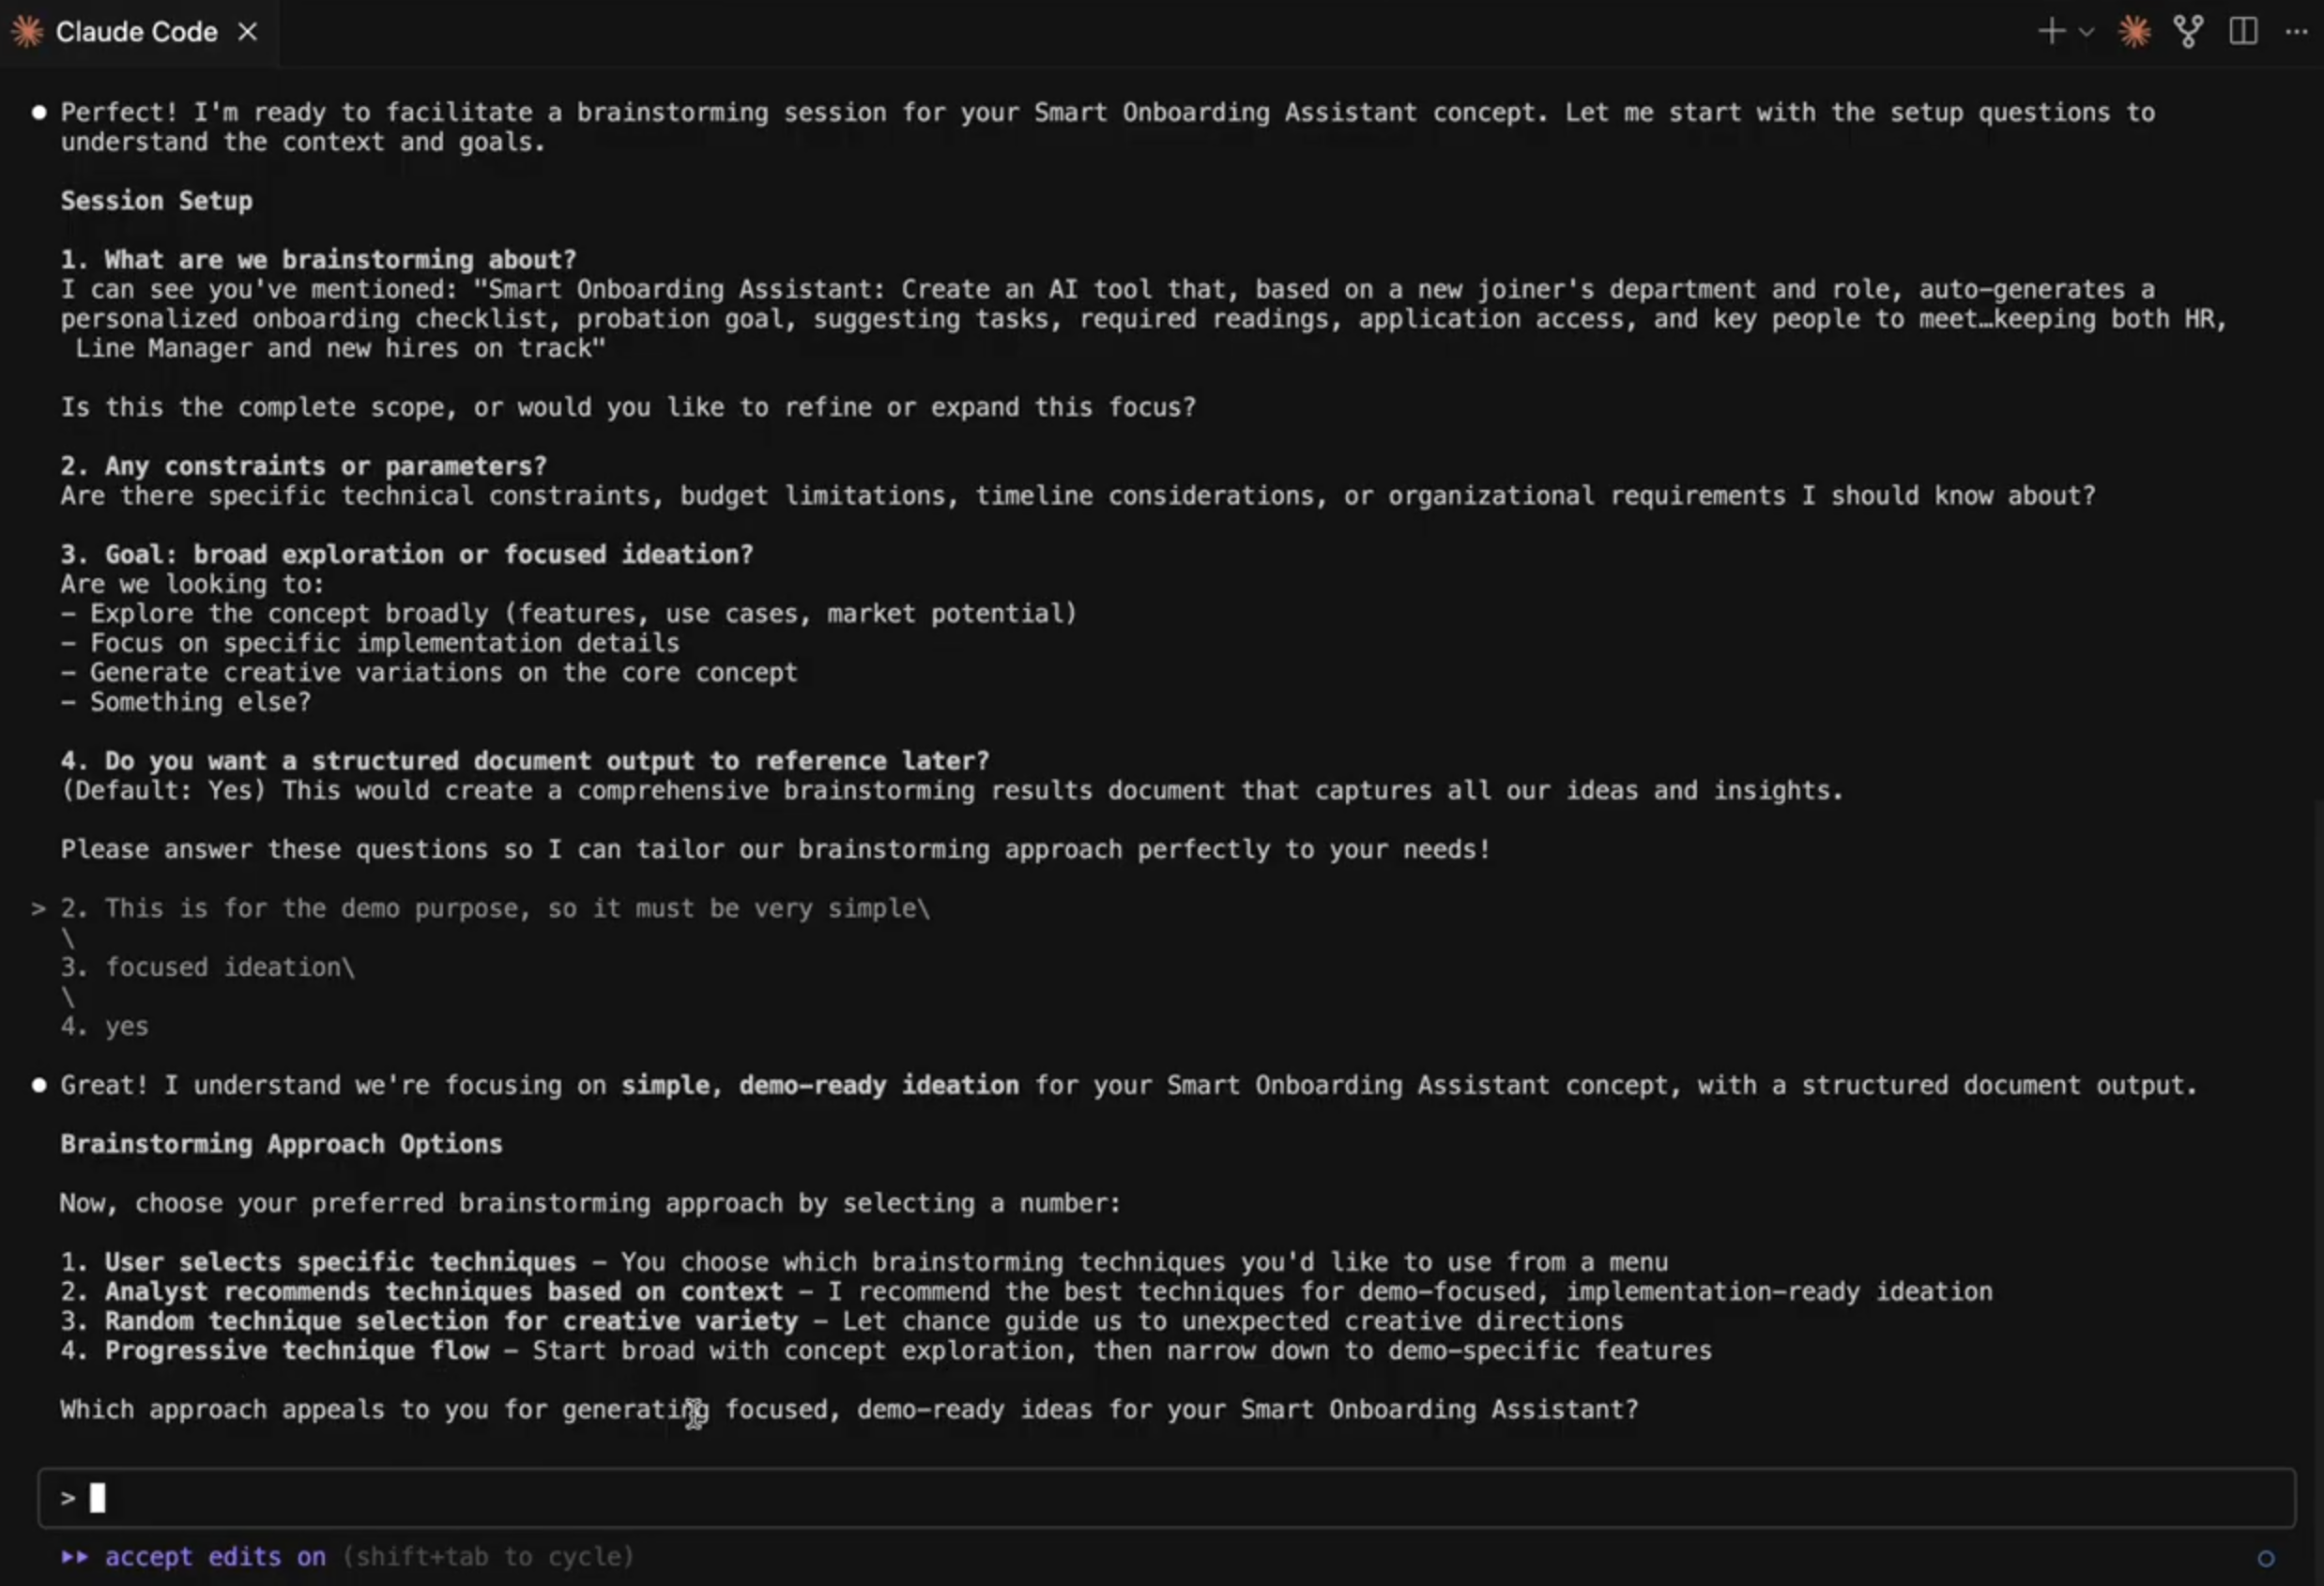 Claude Code
Perfect! I'm ready to facilitate a brainstorming session for your Smart Onboarding Assistant concept. Let me start with the setup questions to
understand the context and goals.
Session Setup
1. What are we brainstorming about?
I can see you've mentioned: "Smart Onboarding Assistant: Create an AI tool that, based on a new joiner's department and role, auto-generates a
personalized onboarding checklist, probation goal, suggesting tasks, required readings, application access, and key people to meet…keeping both HR,
Line Manager and new hires on track"
Is this the complete scope, or would you like to refine or expand this focus?
2. Any constraints or parameters?
Are there specific technical constraints, budget limitations, timeline considerations, or organizational requirements I should know about?
3. Goal: broad exploration or focused ideation?
Are we looking to:
- Explore the concept broadly (features, use cases, market potential)
- Focus on specific implementation details
- Generate creative variations on the core concept
- Something else?
4. Do you want a structured document output to reference later?
(Default: Yes) This would create a comprehensive brainstorming results document that captures all our ideas and insights.
Please answer these questions so I can tailor our brainstorming approach perfectly to your needs!
> 2. This is for the demo purpose, so it must be very simple\
\
3. focused ideation\
\
4. yes
Great! I understand we're focusing on simple, demo-ready ideation for your Smart Onboarding Assistant concept, with a structured document output.
Brainstorming Approach Options
Now, choose your preferred brainstorming approach by selecting a number:
1. User selects specific techniques - You choose which brainstorming techniques you'd like to use from a menu
2. Analyst recommends techniques based on context - I recommend the best techniques for demo-focused, implementation-ready ideation
3. Random technique selection for creative variety - Let chance guide us to unexpected creative directions
4. Progressive technique flow - Start broad with concept exploration, then narrow down to demo-specific features
Which approach appeals to you for generating focused, demo-ready ideas for your Smart Onboarding Assistant?
>
accept edits on (shift+tab to cycle)